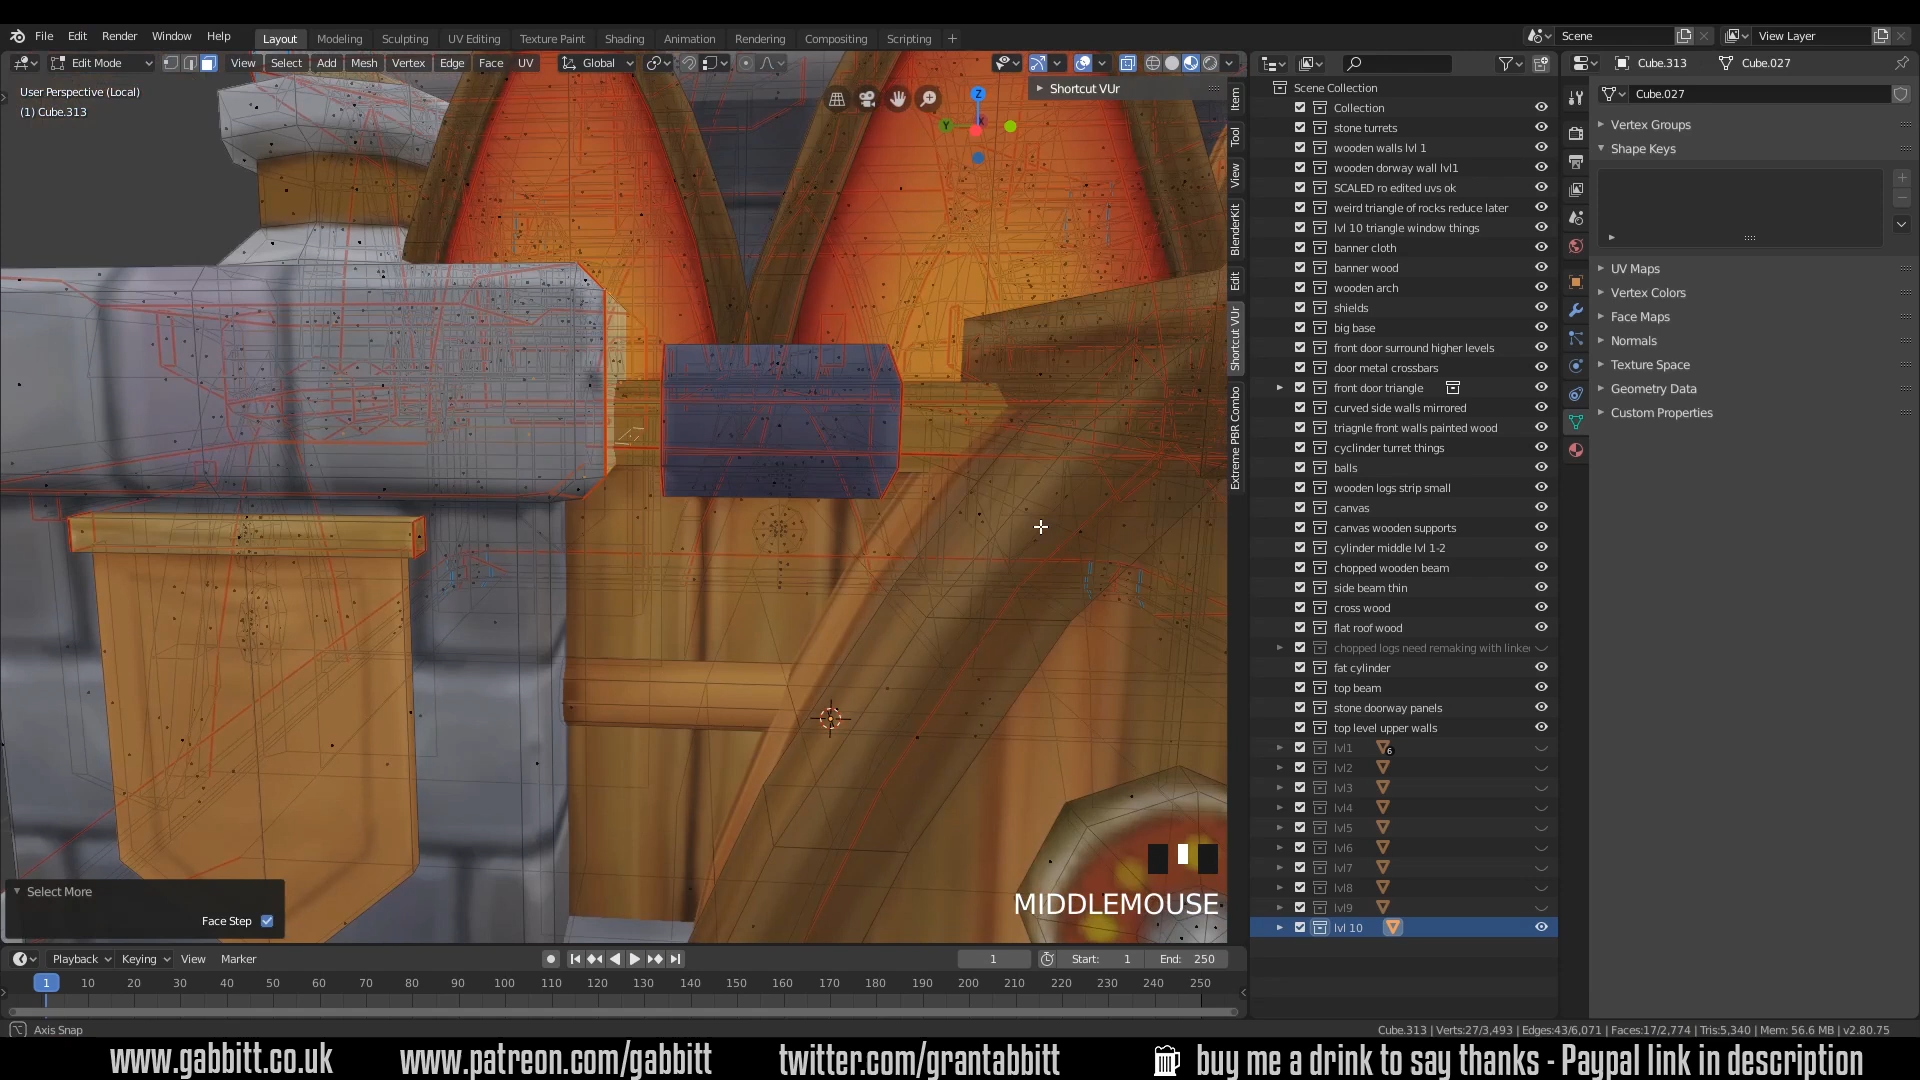 File Edit Render Window Help Layout Modeling Sculpting UV Editing Texture Paint Shading Animation Rendering Compositing Scripting Scene View Layer
Edit Mode View Select Add Mesh Vertex Edge Face UV Global Cube.313 Cube.027
User Perspective (Local)
(1) Cube.313
Shortcut VUr
Z
Y
Item
Tool
View
BlenderKit
Edit
Shortcut VUr
Extreme PBR Combo
Select More
Face Step
MIDDLEMOUSE
Scene Collection
Collection
stone turrets
wooden walls lvl 1
wooden dorway wall lvl1
SCALED ro edited uvs ok
weird triangle of rocks reduce later
lvl 10 triangle window things
banner cloth
banner wood
wooden arch
shields
big base
front door surround higher levels
door metal crossbars
front door triangle
curved side walls mirrored
triagnle front walls painted wood
cyclinder turret things
balls
wooden logs strip small
canvas
canvas wooden supports
cylinder middle lvl 1-2
chopped wooden beam
side beam thin
cross wood
flat roof wood
chopped logs need remaking with linke
fat cylinder
top beam
stone doorway panels
top level upper walls
lvl1 6
lvl2
lvl3
lvl4
lvl5
lvl6
lvl7
lvl8
lvl9
lvl 10
Cube.027
Vertex Groups
Shape Keys
UV Maps
Vertex Colors
Face Maps
Normals
Texture Space
Geometry Data
Custom Properties
Playback Keying View Marker 1 Start: 1 End: 250
1 10 20 30 40 50 60 70 80 90 100 110 120 130 140 150 160 170 180 190 200 210 220 230 240 250
Axis Snap Cube.313 | Verts:27/3,493 | Edges:43/6,071 | Faces:17/2,774 | Tris:5,340 | Mem: 56.6 MB | v2.80.75
www.gabbitt.co.uk www.patreon.com/gabbitt twitter.com/grantabbitt buy me a drink to say thanks - Paypal link in description